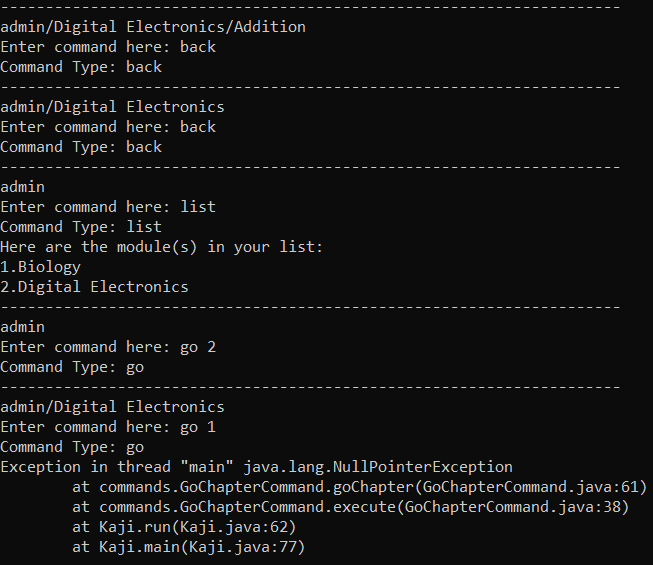 ---------------------------------------------------------------------
admin/Digital Electronics/Addition
Enter command here: back
Command Type: back
---------------------------------------------------------------------
admin/Digital Electronics
Enter command here: back
Command Type: back
---------------------------------------------------------------------
admin
Enter command here: list
Command Type: list
Here are the module(s) in your list:
1.Biology
2.Digital Electronics
---------------------------------------------------------------------
admin
Enter command here: go 2
Command Type: go
---------------------------------------------------------------------
admin/Digital Electronics
Enter command here: go 1
Command Type: go
Exception in thread "main" java.lang.NullPointerException
        at commands.GoChapterCommand.goChapter(GoChapterCommand.java:61)
        at commands.GoChapterCommand.execute(GoChapterCommand.java:38)
        at Kaji.run(Kaji.java:62)
        at Kaji.main(Kaji.java:77)